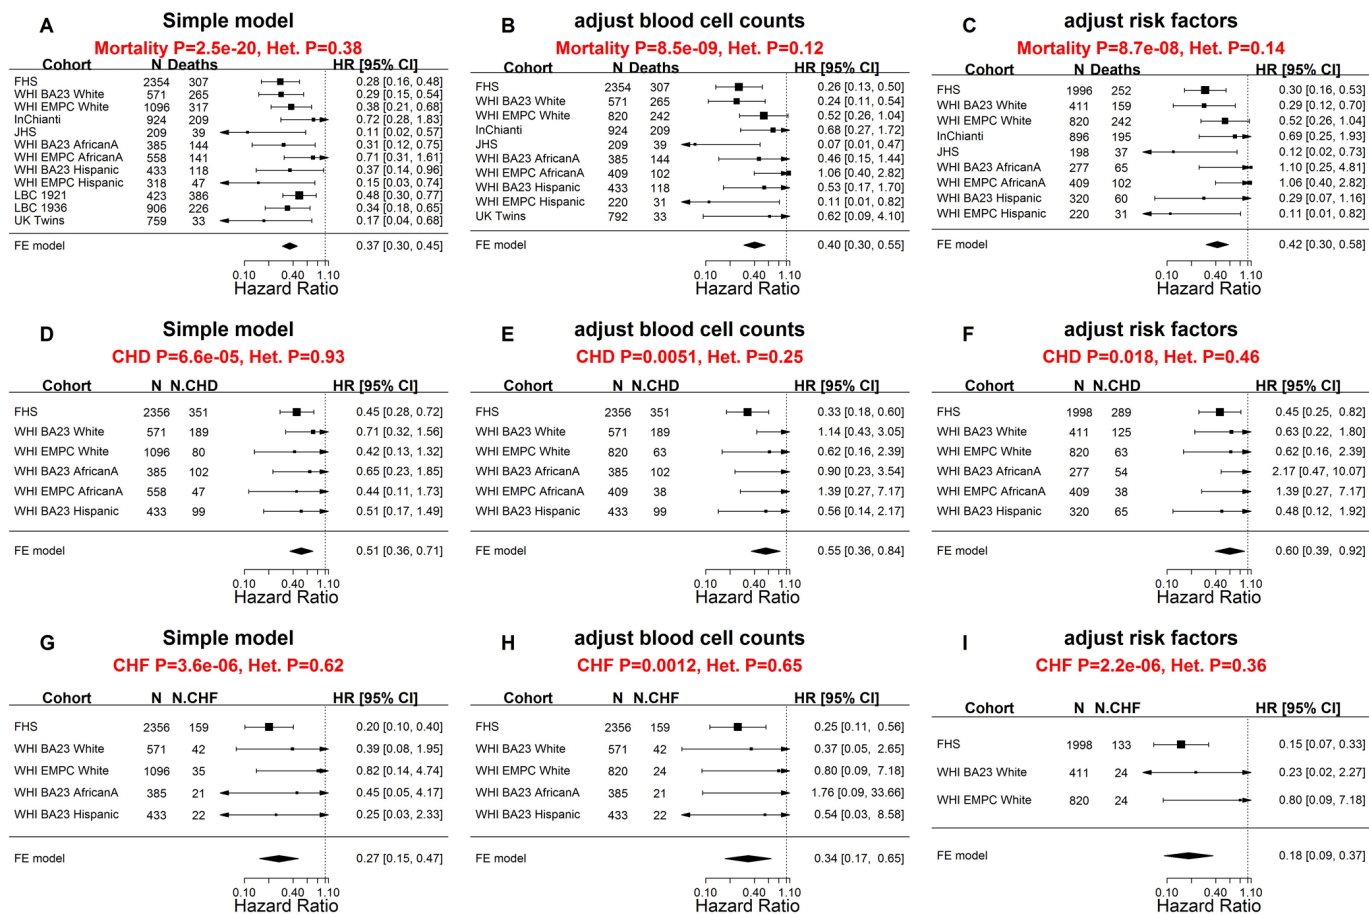 A Simple model
Mortality P=2.5e-20, Het. P=0.38
Cohort N Deaths HR [95% CI]
FHS 2354 307 0.28 [0.16, 0.48]
WHI BA23 White 571 265 0.29 [0.15, 0.54]
WHI EMPC White 1096 317 0.38 [0.21, 0.68]
InChianti 924 209 0.72 [0.28, 1.83]
JHS 209 39 0.11 [0.02, 0.57]
WHI BA23 AfricanA 385 144 0.31 [0.12, 0.75]
WHI EMPC AfricanA 558 141 0.71 [0.31, 1.61]
WHI BA23 Hispanic 433 118 0.37 [0.14, 0.96]
WHI EMPC Hispanic 318 47 0.15 [0.03, 0.74]
LBC 1921 423 386 0.48 [0.30, 0.77]
LBC 1936 906 226 0.34 [0.18, 0.65]
UK Twins 759 33 0.17 [0.04, 0.68]
FE model 0.37 [0.30, 0.45]
0.10 0.40 1.10
Hazard Ratio
B adjust blood cell counts
Mortality P=8.5e-09, Het. P=0.12
Cohort N Deaths HR [95% CI]
FHS 2354 307 0.26 [0.13, 0.50]
WHI BA23 White 571 265 0.24 [0.11, 0.54]
WHI EMPC White 820 242 0.52 [0.26, 1.04]
InChianti 924 209 0.68 [0.27, 1.72]
JHS 209 39 0.07 [0.01, 0.47]
WHI BA23 AfricanA 385 144 0.46 [0.15, 1.44]
WHI EMPC AfricanA 409 102 1.06 [0.40, 2.82]
WHI BA23 Hispanic 433 118 0.53 [0.17, 1.70]
WHI EMPC Hispanic 220 31 0.11 [0.01, 0.82]
UK Twins 792 33 0.62 [0.09, 4.10]
FE model 0.40 [0.30, 0.55]
0.10 0.40 1.10
Hazard Ratio
C adjust risk factors
Mortality P=8.7e-08, Het. P=0.14
Cohort N Deaths HR [95% CI]
FHS 1996 252 0.30 [0.16, 0.53]
WHI BA23 White 411 159 0.29 [0.12, 0.70]
WHI EMPC White 820 242 0.52 [0.26, 1.04]
InChianti 896 195 0.69 [0.25, 1.93]
JHS 198 37 0.12 [0.02, 0.73]
WHI BA23 AfricanA 277 65 1.10 [0.25, 4.81]
WHI EMPC AfricanA 409 102 1.06 [0.40, 2.82]
WHI BA23 Hispanic 320 60 0.29 [0.07, 1.16]
WHI EMPC Hispanic 220 31 0.11 [0.01, 0.82]
FE model 0.42 [0.30, 0.58]
0.10 0.40 1.10
Hazard Ratio
D Simple model
CHD P=6.6e-05, Het. P=0.93
Cohort N N.CHD HR [95% CI]
FHS 2356 351 0.45 [0.28, 0.72]
WHI BA23 White 571 189 0.71 [0.32, 1.56]
WHI EMPC White 1096 80 0.42 [0.13, 1.32]
WHI BA23 AfricanA 385 102 0.65 [0.23, 1.85]
WHI EMPC AfricanA 558 47 0.44 [0.11, 1.73]
WHI BA23 Hispanic 433 99 0.51 [0.17, 1.49]
FE model 0.51 [0.36, 0.71]
0.10 0.40 1.10
Hazard Ratio
E adjust blood cell counts
CHD P=0.0051, Het. P=0.25
Cohort N N.CHD HR [95% CI]
FHS 2356 351 0.33 [0.18, 0.60]
WHI BA23 White 571 189 1.14 [0.43, 3.05]
WHI EMPC White 820 63 0.62 [0.16, 2.39]
WHI BA23 AfricanA 385 102 0.90 [0.23, 3.54]
WHI EMPC AfricanA 409 38 1.39 [0.27, 7.17]
WHI BA23 Hispanic 433 99 0.56 [0.14, 2.17]
FE model 0.55 [0.36, 0.84]
0.10 0.40 1.10
Hazard Ratio
F adjust risk factors
CHD P=0.018, Het. P=0.46
Cohort N N.CHD HR [95% CI]
FHS 1998 289 0.45 [0.25, 0.82]
WHI BA23 White 411 125 0.63 [0.22, 1.80]
WHI EMPC White 820 63 0.62 [0.16, 2.39]
WHI BA23 AfricanA 277 54 2.17 [0.47, 10.07]
WHI EMPC AfricanA 409 38 1.39 [0.27, 7.17]
WHI BA23 Hispanic 320 65 0.48 [0.12, 1.92]
FE model 0.60 [0.39, 0.92]
0.10 0.40 1.10
Hazard Ratio
G Simple model
CHF P=3.6e-06, Het. P=0.62
Cohort N N.CHF HR [95% CI]
FHS 2356 159 0.20 [0.10, 0.40]
WHI BA23 White 571 42 0.39 [0.08, 1.95]
WHI EMPC White 1096 35 0.82 [0.14, 4.74]
WHI BA23 AfricanA 385 21 0.45 [0.05, 4.17]
WHI BA23 Hispanic 433 22 0.25 [0.03, 2.33]
FE model 0.27 [0.15, 0.47]
0.10 0.40 1.10
Hazard Ratio
H adjust blood cell counts
CHF P=0.0012, Het. P=0.65
Cohort N N.CHF HR [95% CI]
FHS 2356 159 0.25 [0.11, 0.56]
WHI BA23 White 571 42 0.37 [0.05, 2.65]
WHI EMPC White 820 24 0.80 [0.09, 7.18]
WHI BA23 AfricanA 385 21 1.76 [0.09, 33.66]
WHI BA23 Hispanic 433 22 0.54 [0.03, 8.58]
FE model 0.34 [0.17, 0.65]
0.10 0.40 1.10
Hazard Ratio
I adjust risk factors
CHF P=2.2e-06, Het. P=0.36
Cohort N N.CHF HR [95% CI]
FHS 1998 133 0.15 [0.07, 0.33]
WHI BA23 White 411 24 0.23 [0.02, 2.27]
WHI EMPC White 820 24 0.80 [0.09, 7.18]
FE model 0.18 [0.09, 0.37]
0.10 0.40 1.10
Hazard Ratio